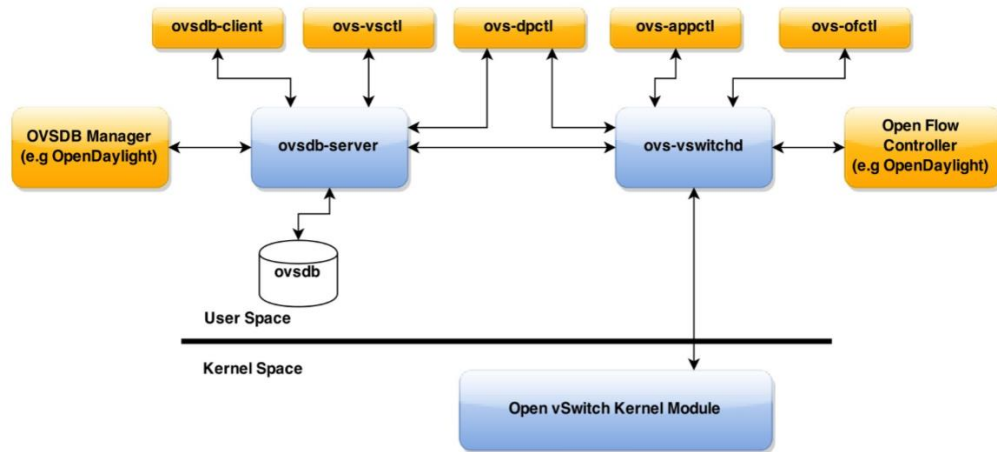 ovsdb-client
ovs-vsctl
ovs-dpctl
ovs-appctl
ovs-ofctl
OVSDB Manager
(e.g OpenDaylight)
ovsdb-server
ovs-vswitchd
Open Flow
Controller
(e.g OpenDaylight)
ovsdb
User Space
Kernel Space
Open vSwitch Kernel Module